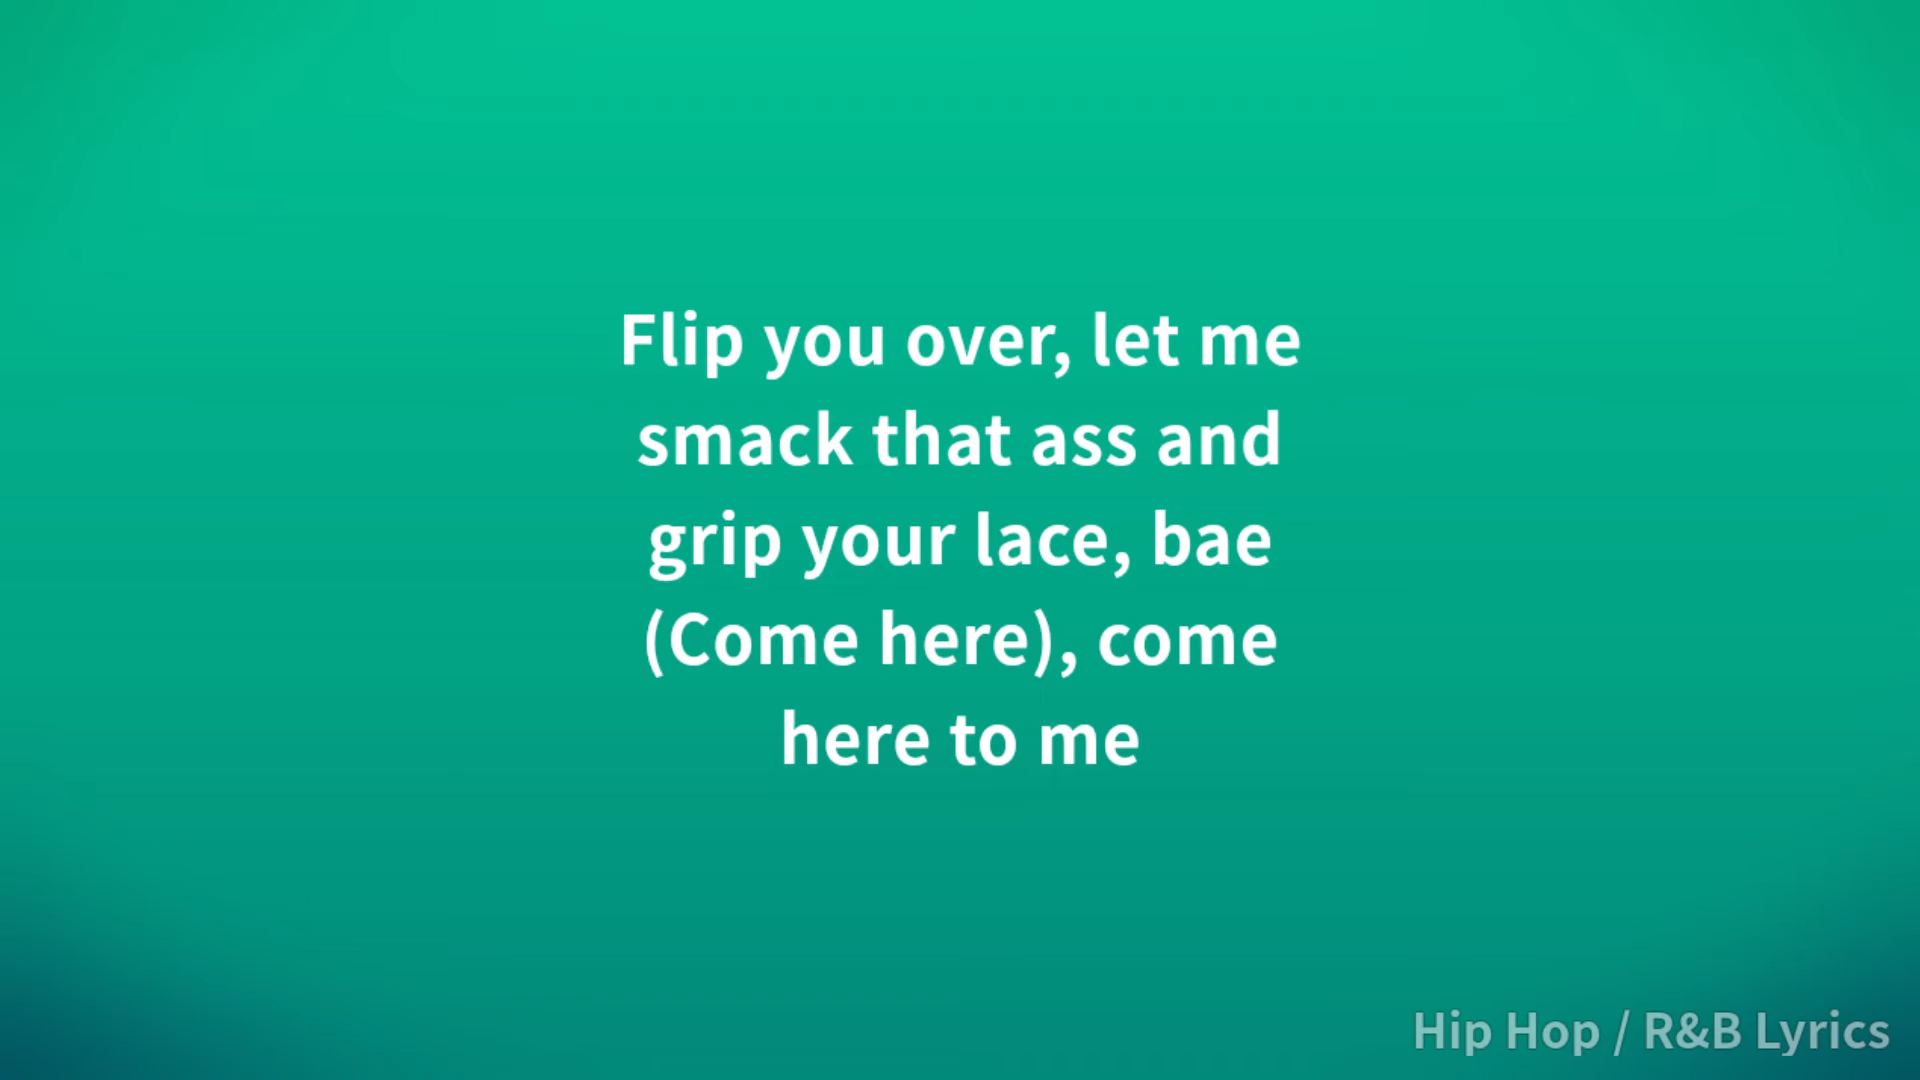 Flip you over, let me
smack that ass and
grip your lace, bae
(Come here), come
here to me
Hip Hop / R&B Lyrics